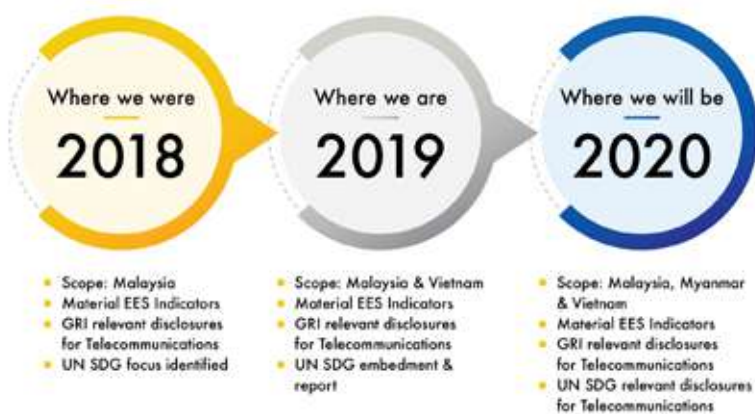 Where we were
2018
Scope: Malaysia
Material EES Indicators
GRI relevant disclosures
for Telecommunications
UN SDG focus identified
Where we are
2019
Scope: Malaysia & Vietnam
Material EES Indicators
GRI relevant disclosures
for Telecommunications
UN SDG embedment &
report
Where we will be
2020
Scope: Malaysia, Myanmar
& Vietnam
Material EES Indicators
GRI relevant disclosures
for Telecommunications
UN SDG relevant disclosures
for Telecommunications